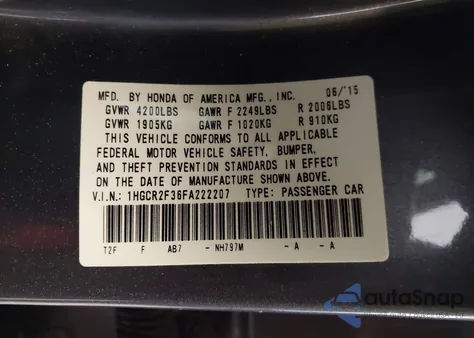 MFD. BY HONDA OF AMERICA MFG., INC. 06/'15
GVWR 4200LBS GAWR F 2249LBS R 2006LBS
GVWR 1905KG GAWR F 1020KG R 910KG
THIS VEHICLE CONFORMS TO ALL APPLICABLE
FEDERAL MOTOR VEHICLE SAFETY, BUMPER,
AND THEFT PREVENTION STANDARDS IN EFFECT
ON THE DATE OF MANUFACTURE SHOWN ABOVE.
V.I.N.: 1HGCR2F36FA222207 TYPE: PASSENGER CAR
T2F F AB7 - NH797M - A - A
autoSnap